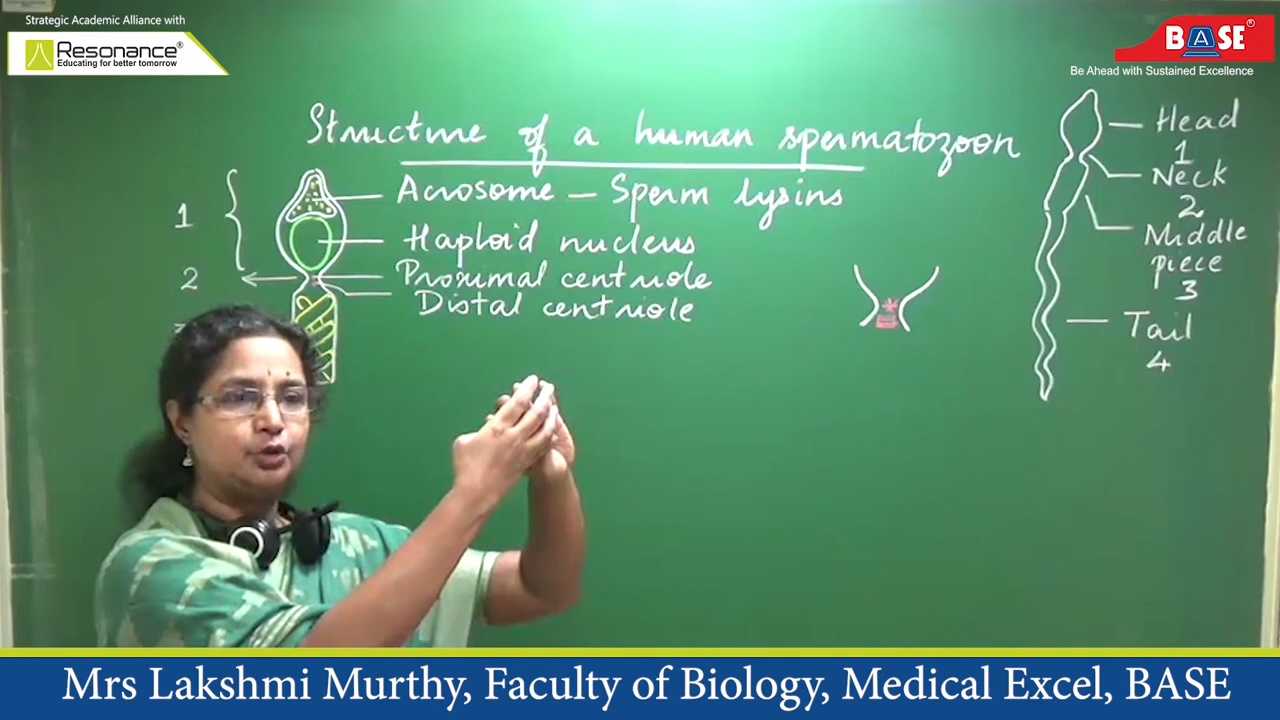 Strategic Academic Alliance with
Resonance®
Educating for better tomorrow
BASE®
Be Ahead with Sustained Excellence
Structure of a human spermatozoon
1
Acrosome – Sperm lysins
Haploid nucleus
2
Proximal centriole
Distal centriole
Head
1
Neck
2
Middle
piece
3
Tail
4
Mrs Lakshmi Murthy, Faculty of Biology, Medical Excel, BASE